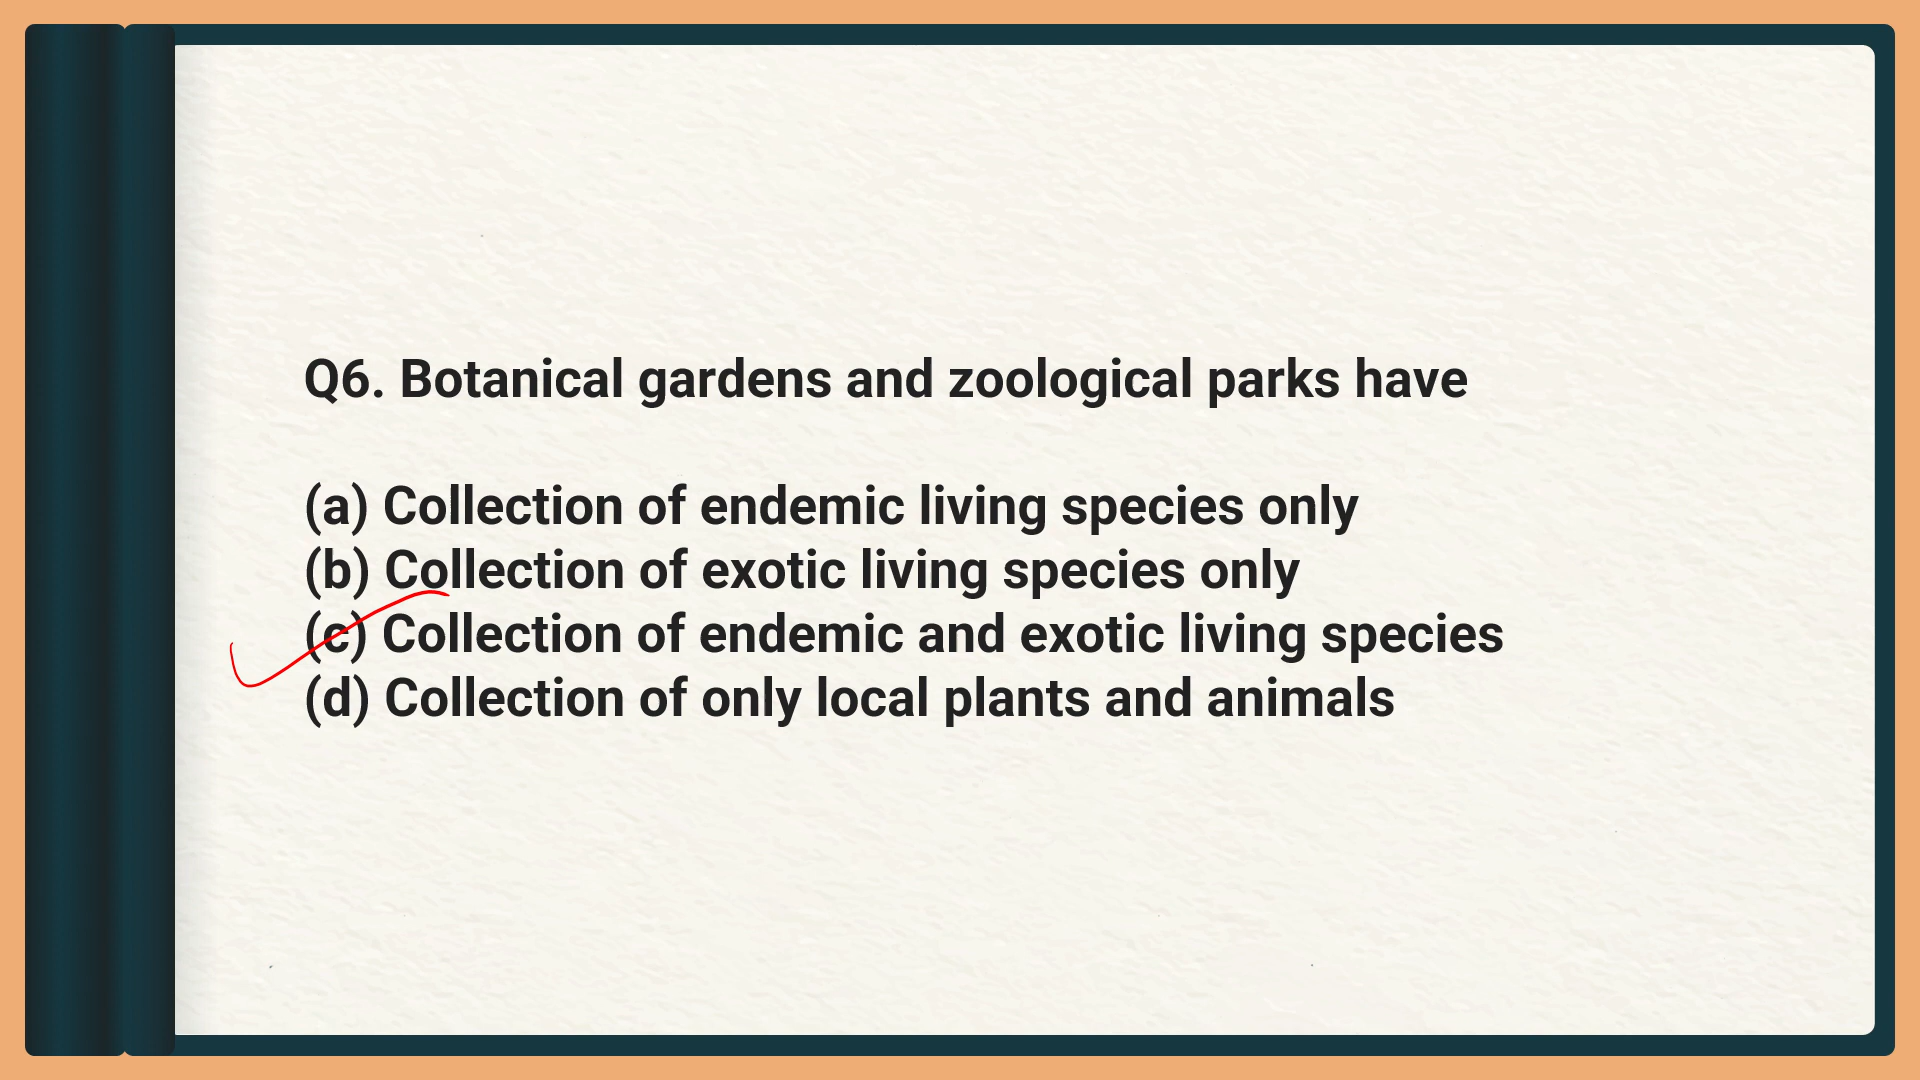 Q6. Botanical gardens and zoological parks have
(a) Collection of endemic living species only
(b) Collection of exotic living species only
(c) Collection of endemic and exotic living species
(d) Collection of only local plants and animals